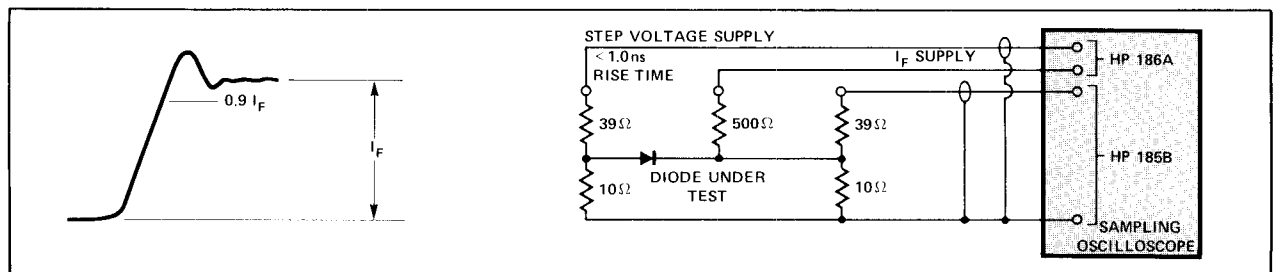 0.9 I_F
I_F
STEP VOLTAGE SUPPLY
< 1.0ns
RISE TIME
I_F SUPPLY
HP 186A
39Ω
500Ω
39Ω
HP 185B
DIODE UNDER
TEST
10Ω
10Ω
SAMPLING
OSCILLOSCOPE